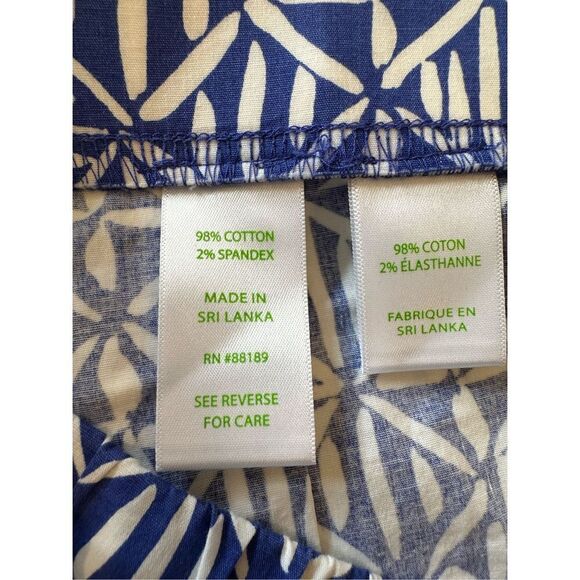 98% COTTON
2% SPANDEX
MADE IN
SRI LANKA
RN #88189
SEE REVERSE
FOR CARE
98% COTON
2% ÉLASTHANNE
FABRIQUE EN
SRI LANKA